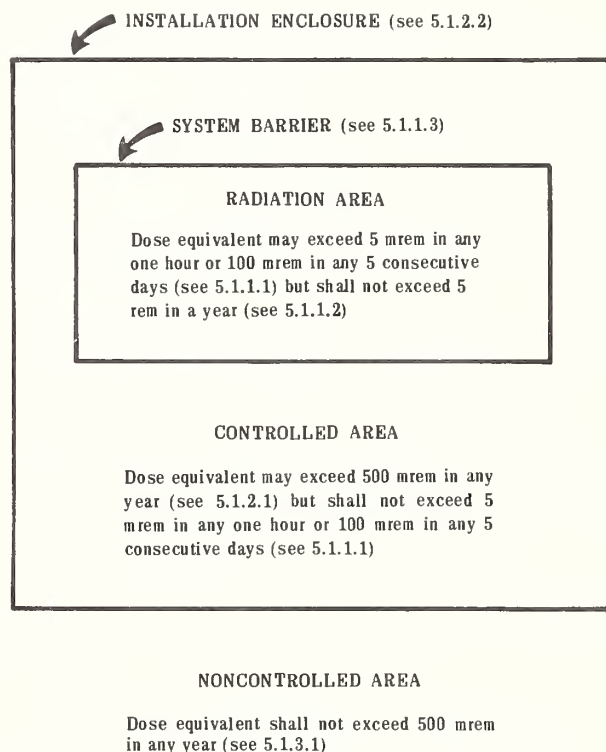 INSTALLATION ENCLOSURE (see 5.1.2.2)
SYSTEM BARRIER (see 5.1.1.3)
RADIATION AREA
Dose equivalent may exceed 5 mrem in any
one hour or 100 mrem in any 5 consecutive
days (see 5.1.1.1) but shall not exceed 5
rem in a year (see 5.1.1.2)
CONTROLLED AREA
Dose equivalent may exceed 500 mrem in any
year (see 5.1.2.1) but shall not exceed 5
mrem in any one hour or 100 mrem in any 5
consecutive days (see 5.1.1.1)
NONCONTROLLED AREA
Dose equivalent shall not exceed 500 mrem
in any year (see 5.1.3.1)